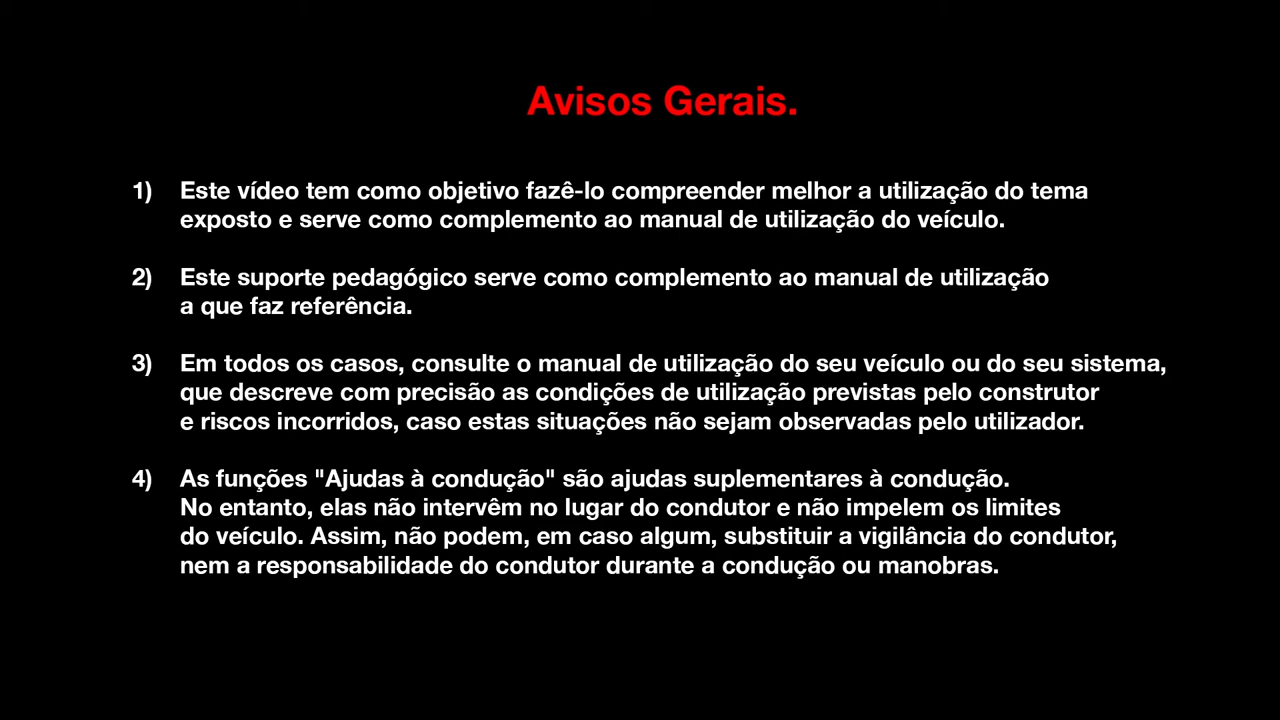 Avisos Gerais.
1) Este vídeo tem como objetivo fazê-lo compreender melhor a utilização do tema
exposto e serve como complemento ao manual de utilização do veículo.
2) Este suporte pedagógico serve como complemento ao manual de utilização
a que faz referência.
3) Em todos os casos, consulte o manual de utilização do seu veículo ou do seu sistema,
que descreve com precisão as condições de utilização previstas pelo construtor
e riscos incorridos, caso estas situações não sejam observadas pelo utilizador.
4) As funções "Ajudas à condução" são ajudas suplementares à condução.
No entanto, elas não intervêm no lugar do condutor e não impelem os limites
do veículo. Assim, não podem, em caso algum, substituir a vigilância do condutor,
nem a responsabilidade do condutor durante a condução ou manobras.